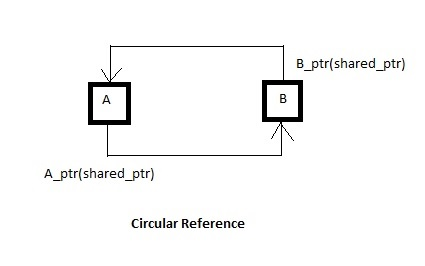 B_ptr(shared_ptr)
A
B
A_ptr(shared_ptr)
Circular Reference